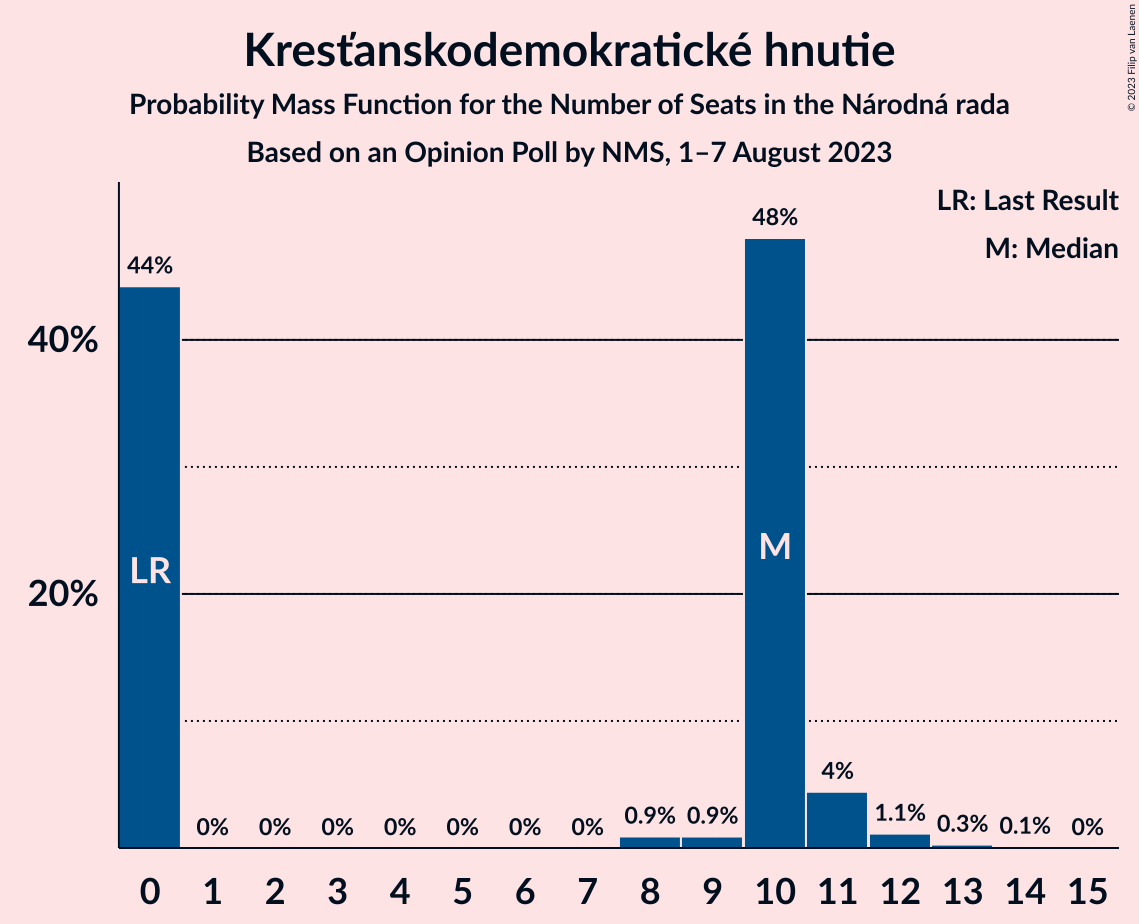 Kresťanskodemokratické hnutie
Probability Mass Function for the Number of Seats in the Národná rada
Based on an Opinion Poll by NMS, 1–7 August 2023
© 2023 Filip van Laenen
LR: Last Result
M: Median
48%
44%
40%
M
LR
20%
4%
0% 0% 0% 0% 0% 0% 0% 0.9% 0.9% 1.1% 0.3% 0.1% 0%
0 1 2 3 4 5 6 7 8 9 10 11 12 13 14 15